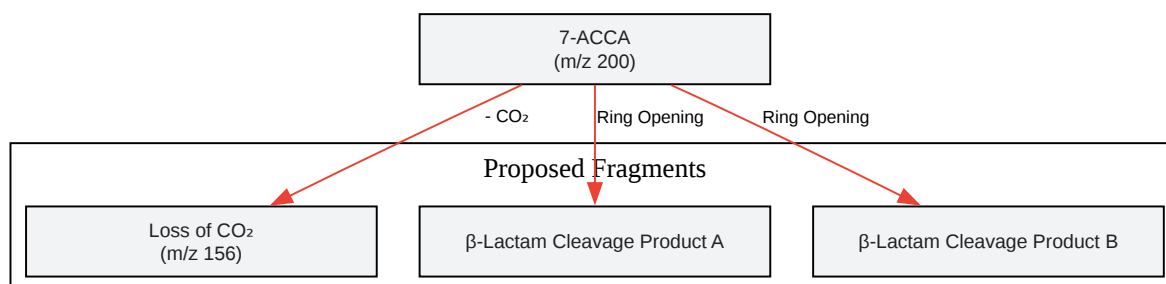 7-ACCA
(m/z 200)
- CO₂
Ring Opening
Ring Opening
Proposed Fragments
Loss of CO₂
(m/z 156)
β-Lactam Cleavage Product A
β-Lactam Cleavage Product B